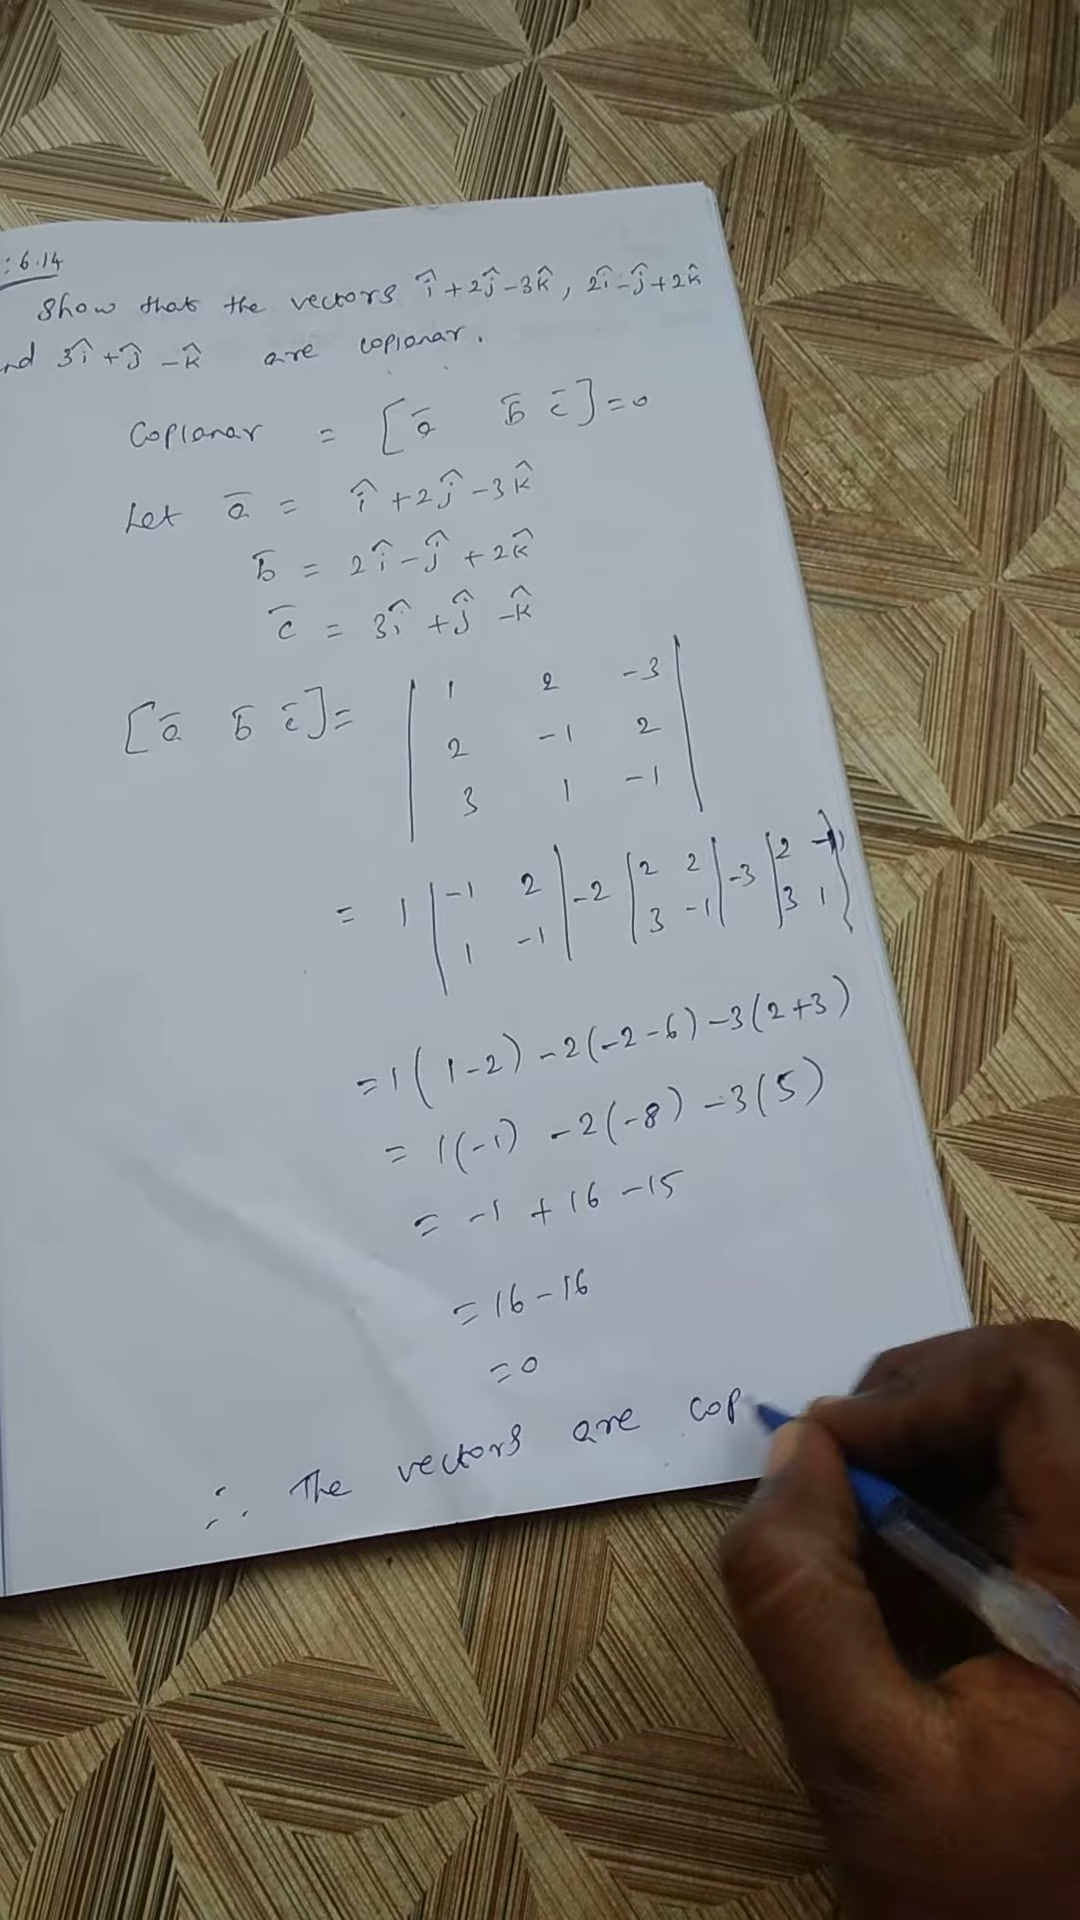 : 6.14
Show that the vectors î + 2ĵ - 3k̂, 2î - ĵ + 2k̂
nd 3î + ĵ - k̂ are coplanar.
Coplanar = [ā b̄ c̄] = 0
Let ā = î + 2ĵ - 3k̂
b̄ = 2î - ĵ + 2k̂
c̄ = 3î + ĵ - k̂
[ā b̄ c̄] = | 1 2 -3 |
| 2 -1 2 |
| 3 1 -1 |
= 1 | -1 2 | -2 | 2 2 | -3 | 2 -1 |
| 1 -1 | | 3 -1 | | 3 1 |
= 1(1-2) -2(-2-6) -3(2+3)
= 1(-1) -2(-8) -3(5)
= -1 + 16 - 15
= 16 - 16
= 0
∴ The vectors are cop